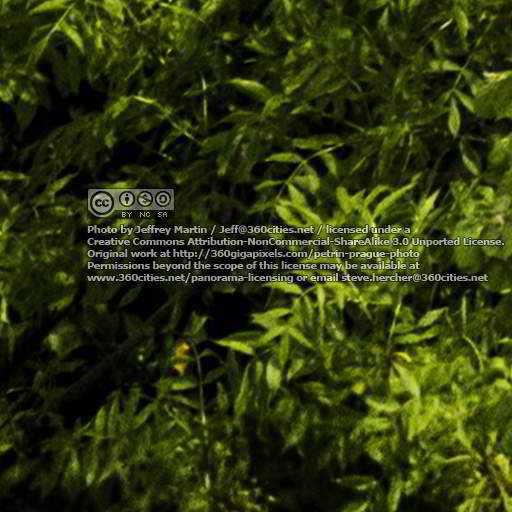 cc
BY NC SA
Photo by Jeffrey Martin / Jeff@360cities.net / licensed under a
Creative Commons Attribution-NonCommercial-ShareAlike 3.0 Unported License.
Original work at http://360gigapixels.com/petrin-prague-photo
Permissions beyond the scope of this license may be available at
www.360cities.net/panorama-licensing or email steve.hercher@360cities.net